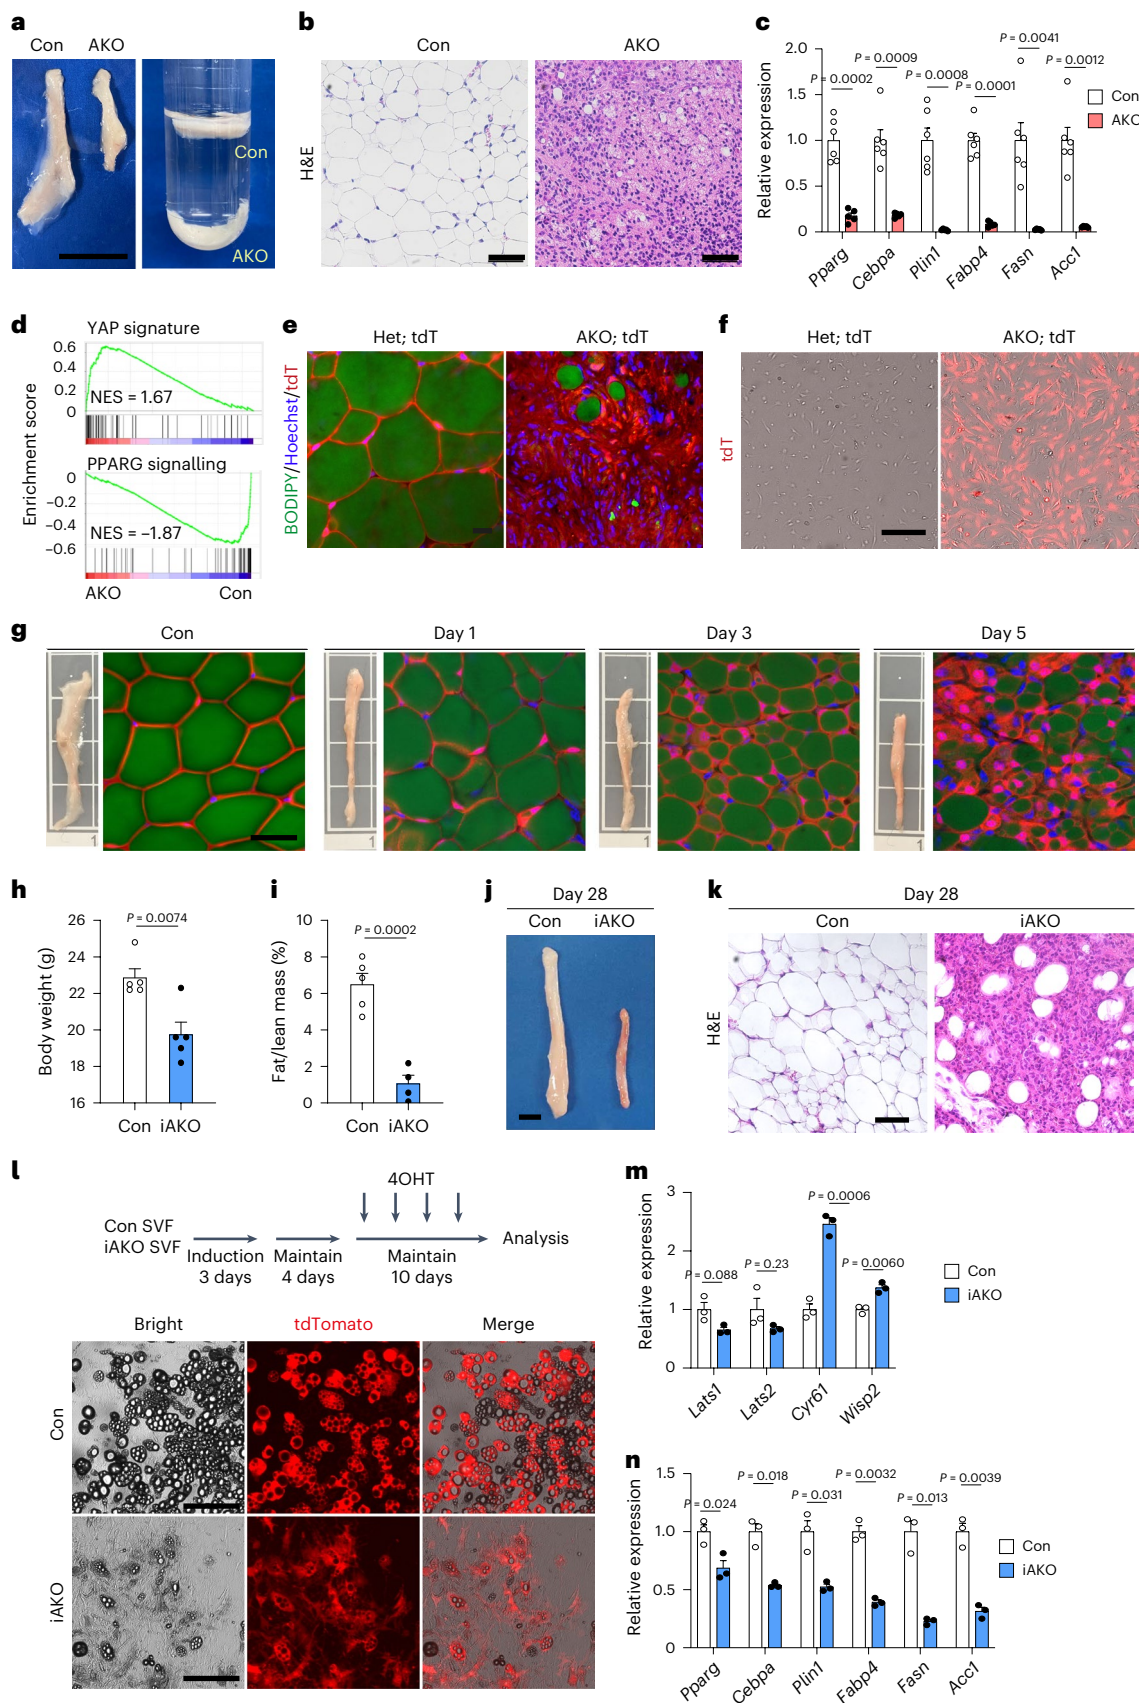 a
Con AKO
Con
AKO
b
Con AKO
H&E
c
Relative expression
2.0
1.5
1.0
0.5
0
P = 0.0002
P = 0.0009
P = 0.0008
P = 0.0001
P = 0.0041
P = 0.0012
Con
AKO
Pparg Cebpa Plin1 Fabp4 Fasn Acc1
d
YAP signature
Enrichment score
0.6
0.4
0.2
0
NES = 1.67
PPARG signalling
0
–0.2
–0.4
–0.6
NES = –1.87
AKO Con
e
Het; tdT AKO; tdT
BODIPY/Hoechst/tdT
f
Het; tdT AKO; tdT
tdT
g
Con Day 1 Day 3 Day 5
1 1 1 1
h
Body weight (g)
26
24
22
20
18
16
P = 0.0074
Con iAKO
i
Fat/lean mass (%)
10
8
6
4
2
0
P = 0.0002
Con iAKO
j
Day 28
Con iAKO
k
Day 28
Con iAKO
H&E
l
4OHT
Con SVF
iAKO SVF
Induction
3 days
Maintain
4 days
Maintain
10 days
Analysis
Bright tdTomato Merge
Con
iAKO
m
Relative expression
3
2
1
0
P = 0.088
P = 0.23
P = 0.0006
P = 0.0060
Con
iAKO
Lats1 Lats2 Cyr61 Wisp2
n
Relative expression
1.5
1.0
0.5
0
P = 0.024
P = 0.018
P = 0.031
P = 0.0032
P = 0.013
P = 0.0039
Con
iAKO
Pparg Cebpa Plin1 Fabp4 Fasn Acc1